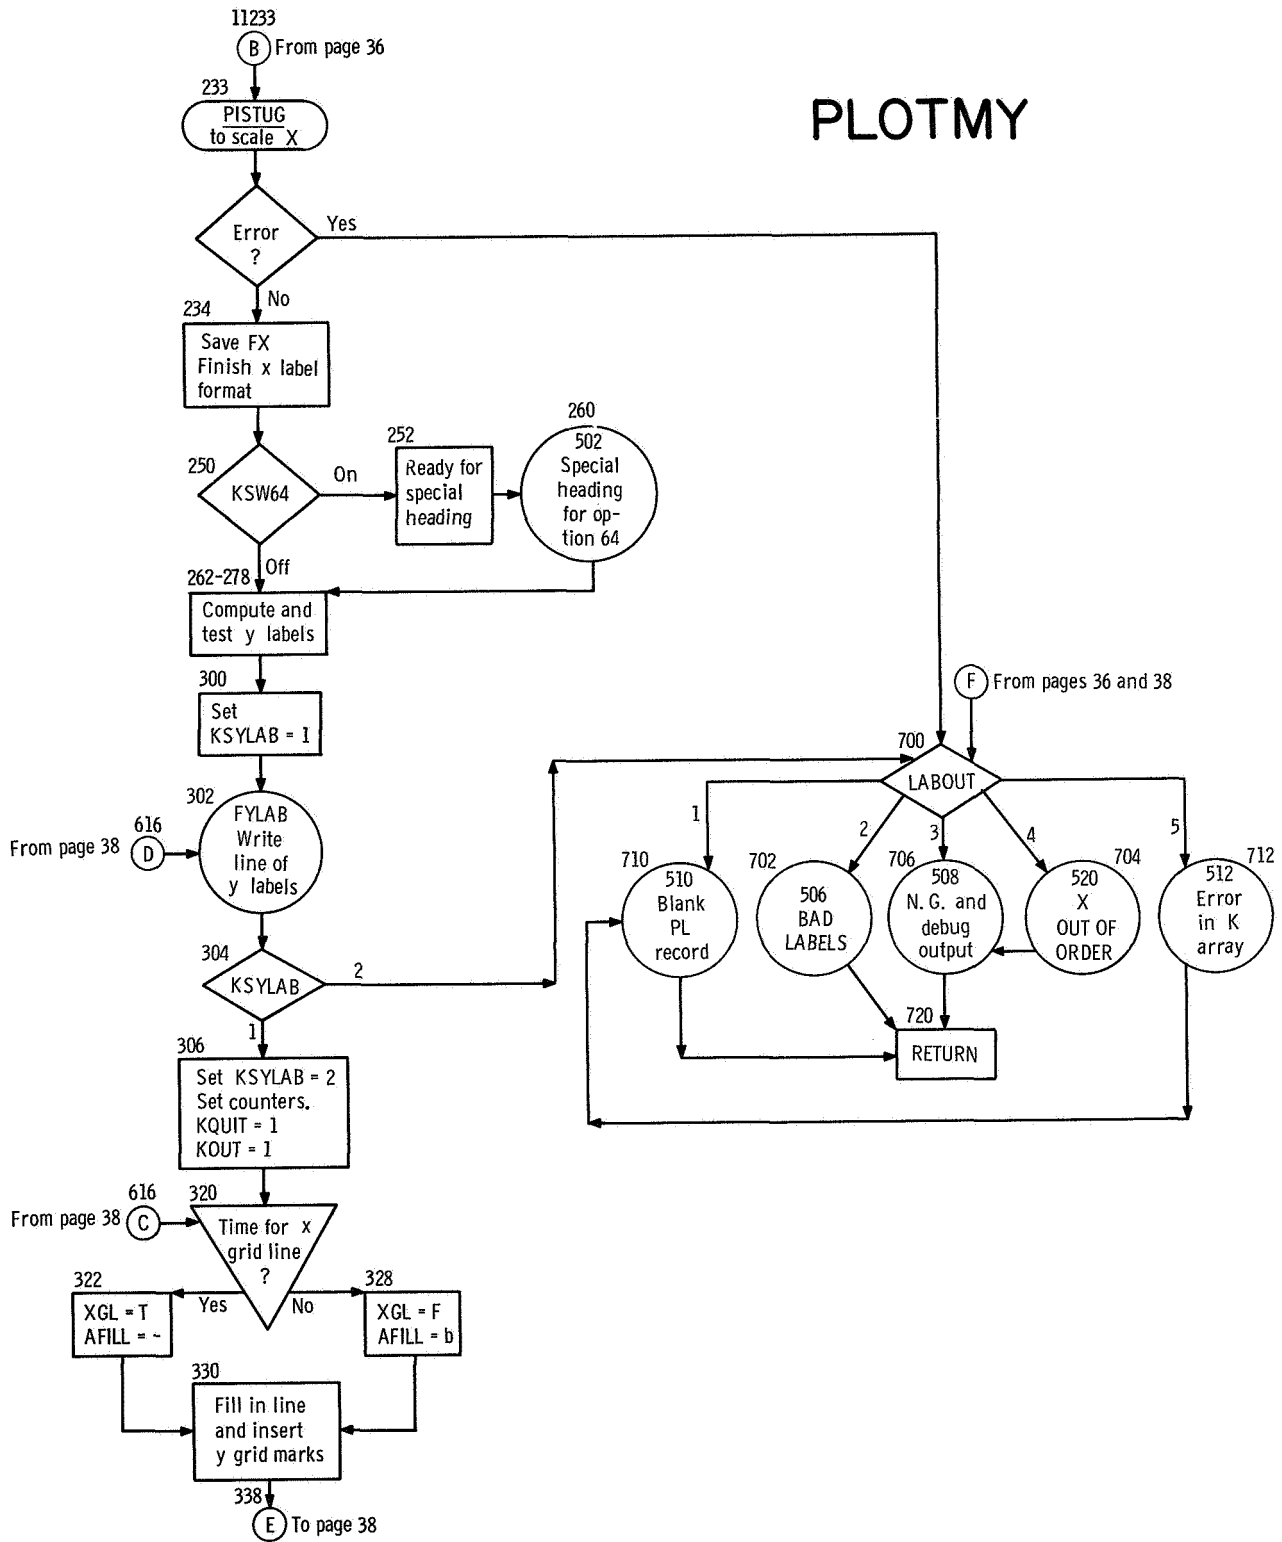 11233
B From page 36
PLOTMY
233
PISTUG
to scale X
Error
?
Yes
No
234
Save FX
Finish x label
format
250
KSW64
On
Off
252
Ready for
special
heading
260
502
Special
heading
for op-
tion 64
262-278
Compute and
test y labels
300
Set
KSYLAB = 1
302
FYLAB
Write
line of
y labels
616
From page 38 D
304
KSYLAB
2
1
306
Set KSYLAB = 2
Set counters.
KQUIT = 1
KOUT = 1
616
From page 38 C
320
Time for x
grid line
?
Yes
No
322
XGL = T
AFILL = -
328
XGL = F
AFILL = b
330
Fill in line
and insert
y grid marks
338
E To page 38
F From pages 36 and 38
700
LABOUT
1
2
3
4
5
710
510
Blank
PL
record
702
506
BAD
LABELS
706
508
N. G. and
debug
output
704
520
X
OUT OF
ORDER
712
512
Error
in K
array
720
RETURN